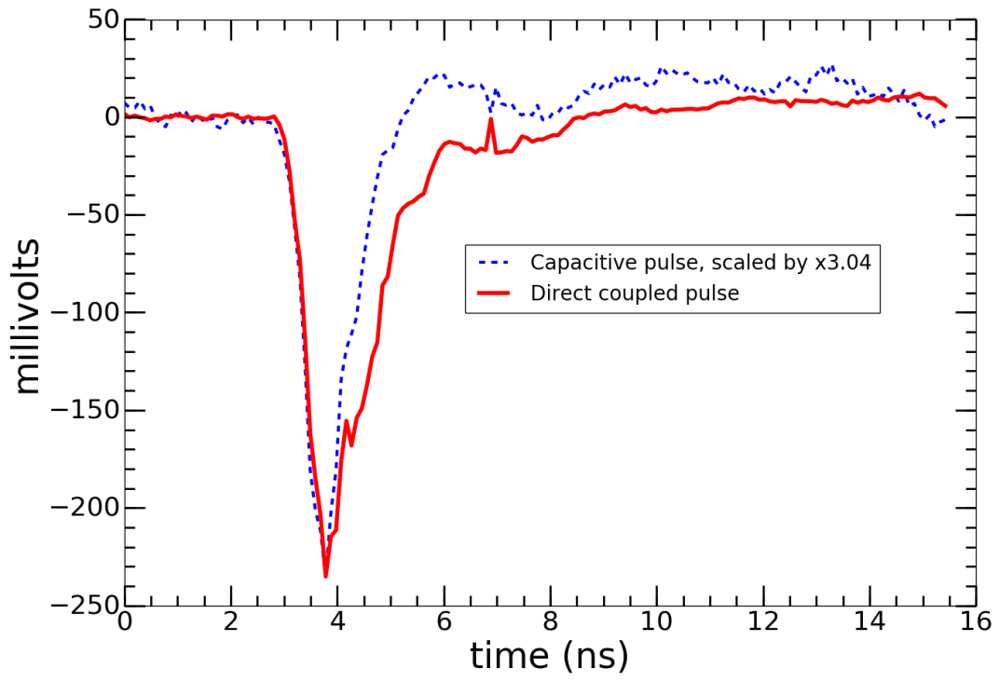 50
0
−50
−100
−150
−200
−250
millivolts
Capacitive pulse, scaled by x3.04
Direct coupled pulse
0 2 4 6 8 10 12 14 16
time (ns)